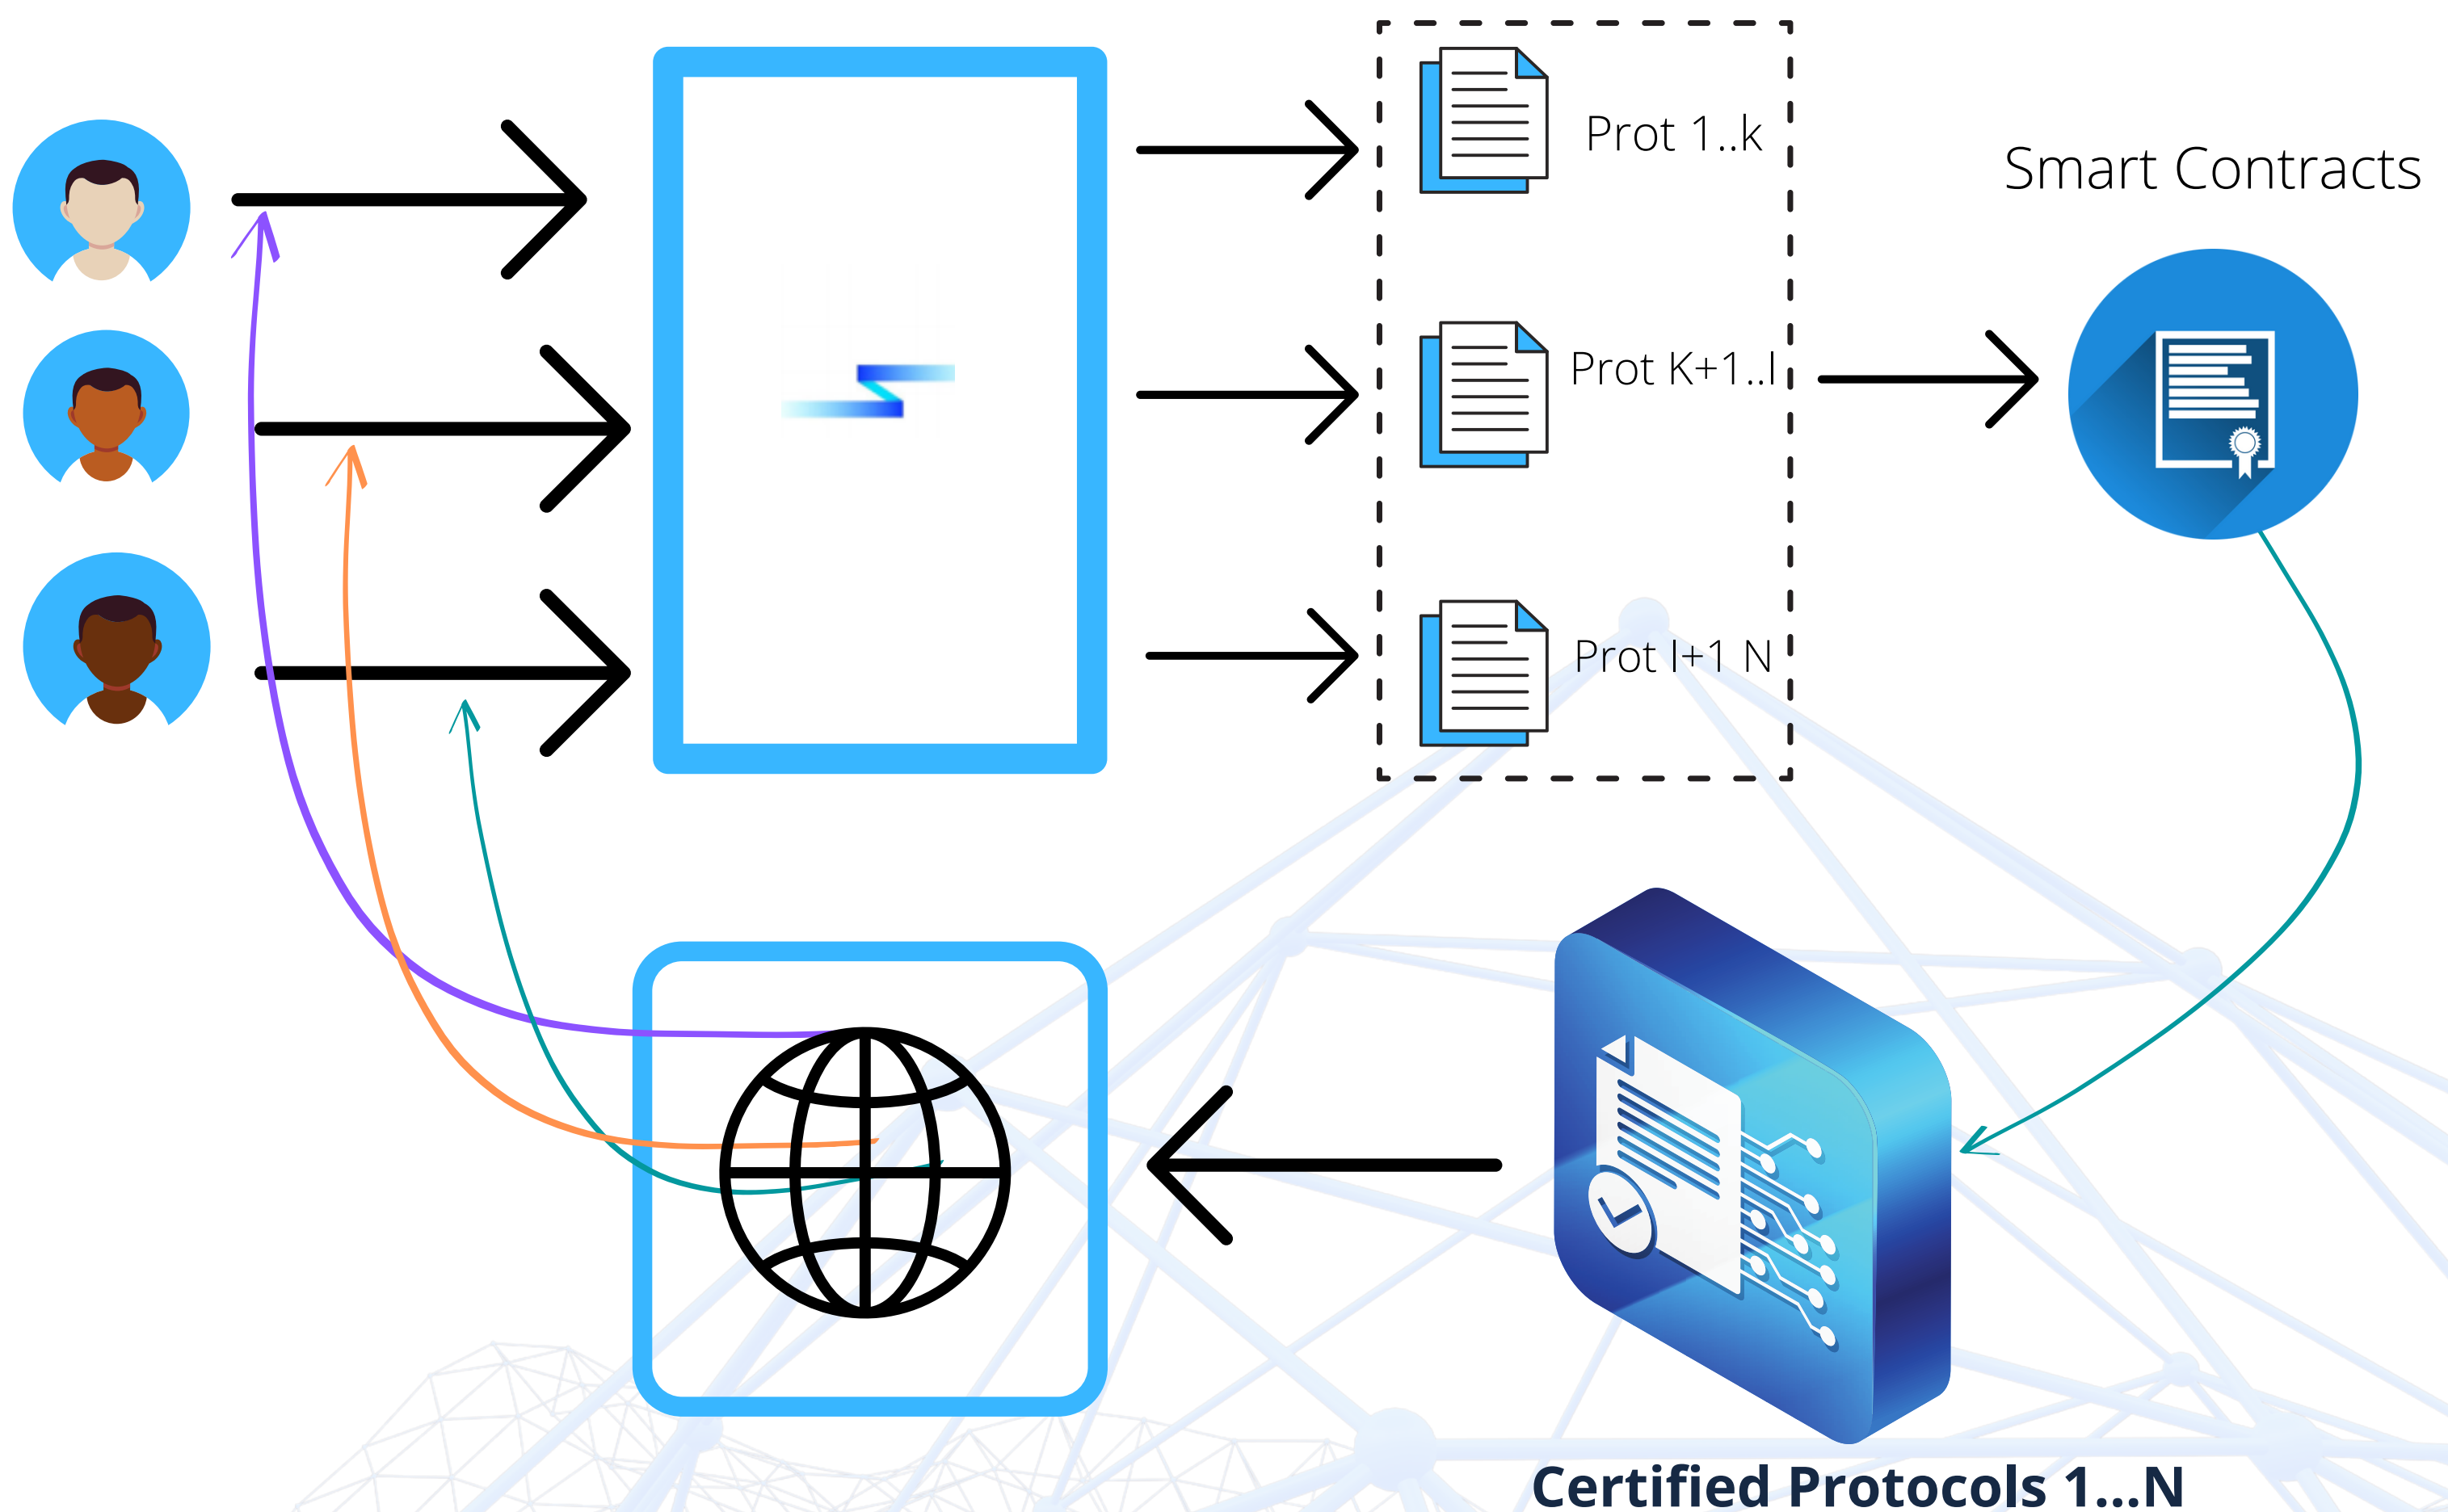 Prot 1..k
Smart Contracts
Prot K+1..l
Prot l+1 N
Certified Protocols 1...N